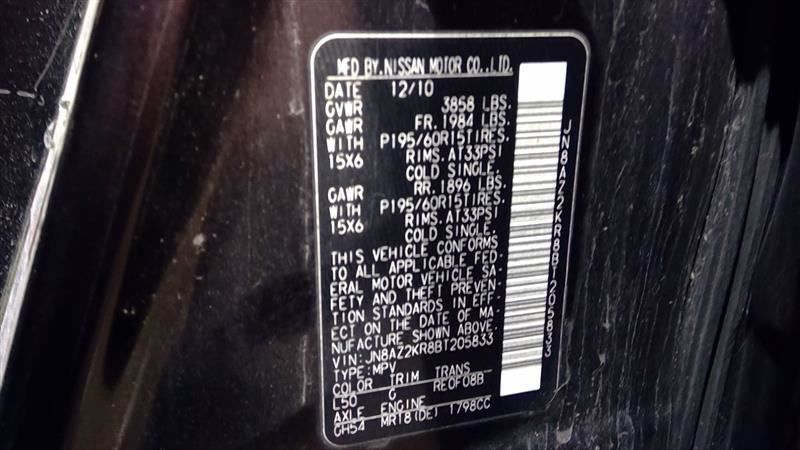 MFD BY.NISSAN MOTOR CO.,LTD.
DATE 12/10
GVWR 3858 LBS.
GAWR FR.1984 LBS.
WITH P195/60R15TIRES.
15X6 RIMS.AT33PSI
COLD SINGLE.
GAWR RR.1896 LBS.
WITH P195/60R15TIRES.
15X6 RIMS.AT33PSI
COLD SINGLE.
THIS VEHICLE CONFORMS
TO ALL APPLICABLE FED-
ERAL MOTOR VEHICLE SA-
FETY AND THEFT PREVEN-
TION STANDARDS IN EFF-
ECT ON THE DATE OF MA-
NUFACTURE SHOWN ABOVE.
VIN:JN8AZ2KR8BT205833
TYPE:MPV
COLOR TRIM TRANS
L50 G RE0F08B
AXLE ENGINE
GH54 MR18(DE) 1798CC
JN8AZ2KR8BT205833